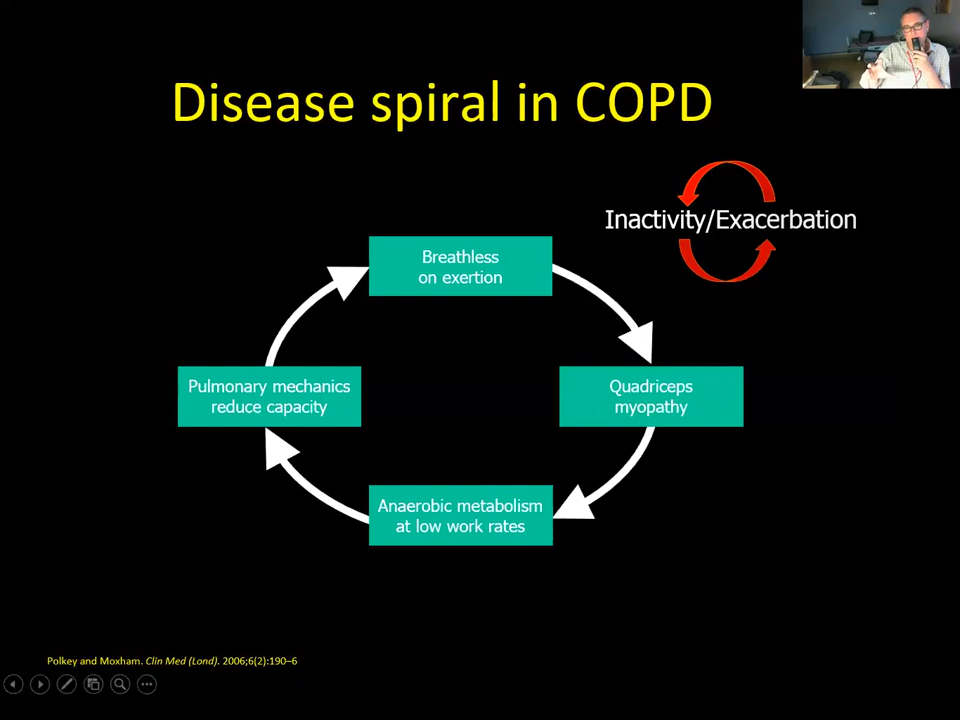 Disease spiral in COPD
Inactivity/Exacerbation
Breathless
on exertion
Pulmonary mechanics
reduce capacity
Quadriceps
myopathy
Anaerobic metabolism
at low work rates
Polkey and Moxham. Clin Med (Lond). 2006;6(2):190–6